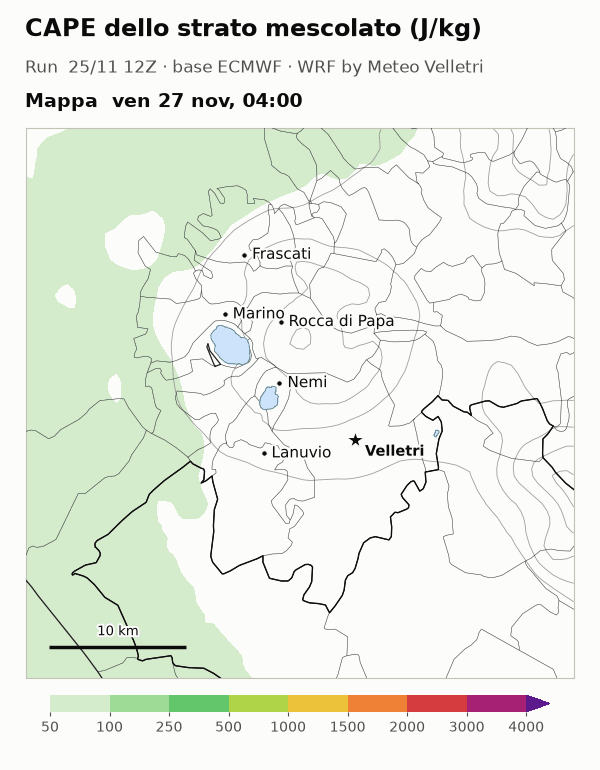 CAPE dello strato mescolato (J/kg)
Run  25/11 12Z · base ECMWF · WRF by Meteo Velletri
Mappa  ven 27 nov, 04:00
Frascati
Marino
Rocca di Papa
Nemi
Velletri
Lanuvio
10 km
50 100 250 500 1000 1500 2000 3000 4000